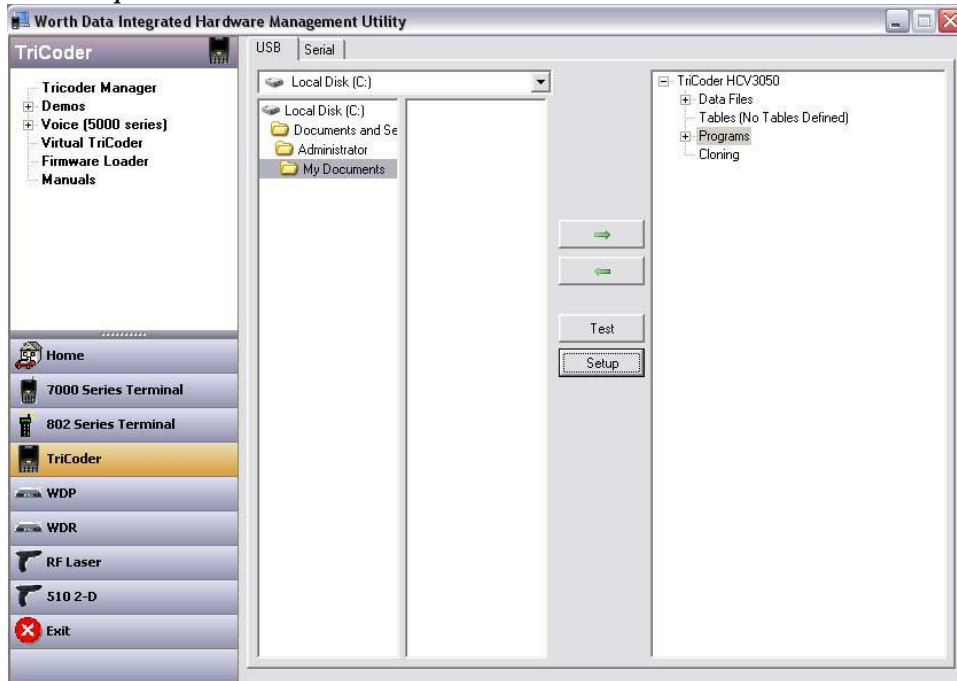 Worth Data Integrated Hardware Management Utility
TriCoder
Tricoder Manager
Demos
Voice (5000 series)
Virtual TriCoder
Firmware Loader
Manuals
Home
7000 Series Terminal
802 Series Terminal
TriCoder
WDP
WDR
RF Laser
510 2-D
Exit
USB
Serial
Local Disk (C:)
Local Disk (C:)
Documents and Se
Administrator
My Documents
Test
Setup
TriCoder HCV3050
Data Files
Tables (No Tables Defined)
Programs
Cloning